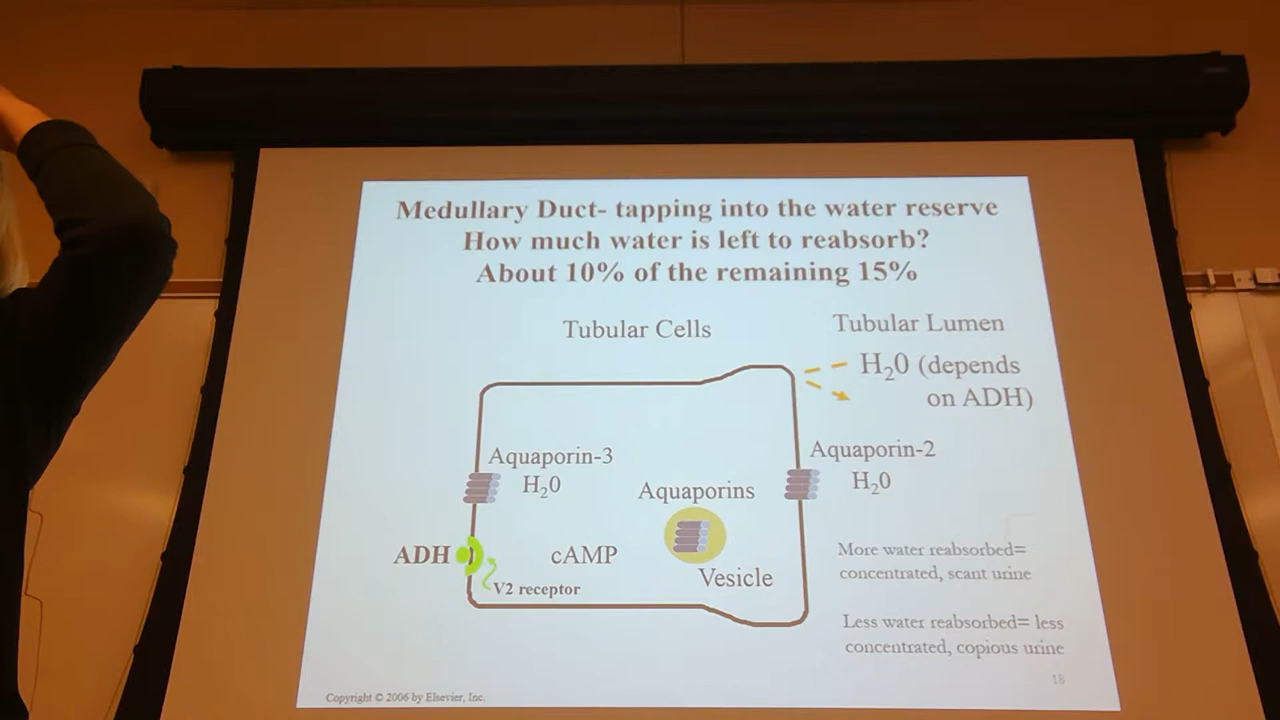 Medullary Duct- tapping into the water reserve
How much water is left to reabsorb?
About 10% of the remaining 15%
Tubular Cells
Tubular Lumen
H₂0 (depends
on ADH)
Aquaporin-3
H₂0
Aquaporin-2
H₂0
Aquaporins
ADH
cAMP
Vesicle
V2 receptor
More water reabsorbed=
concentrated, scant urine
Less water reabsorbed= less
concentrated, copious urine
18
Copyright © 2006 by Elsevier, Inc.